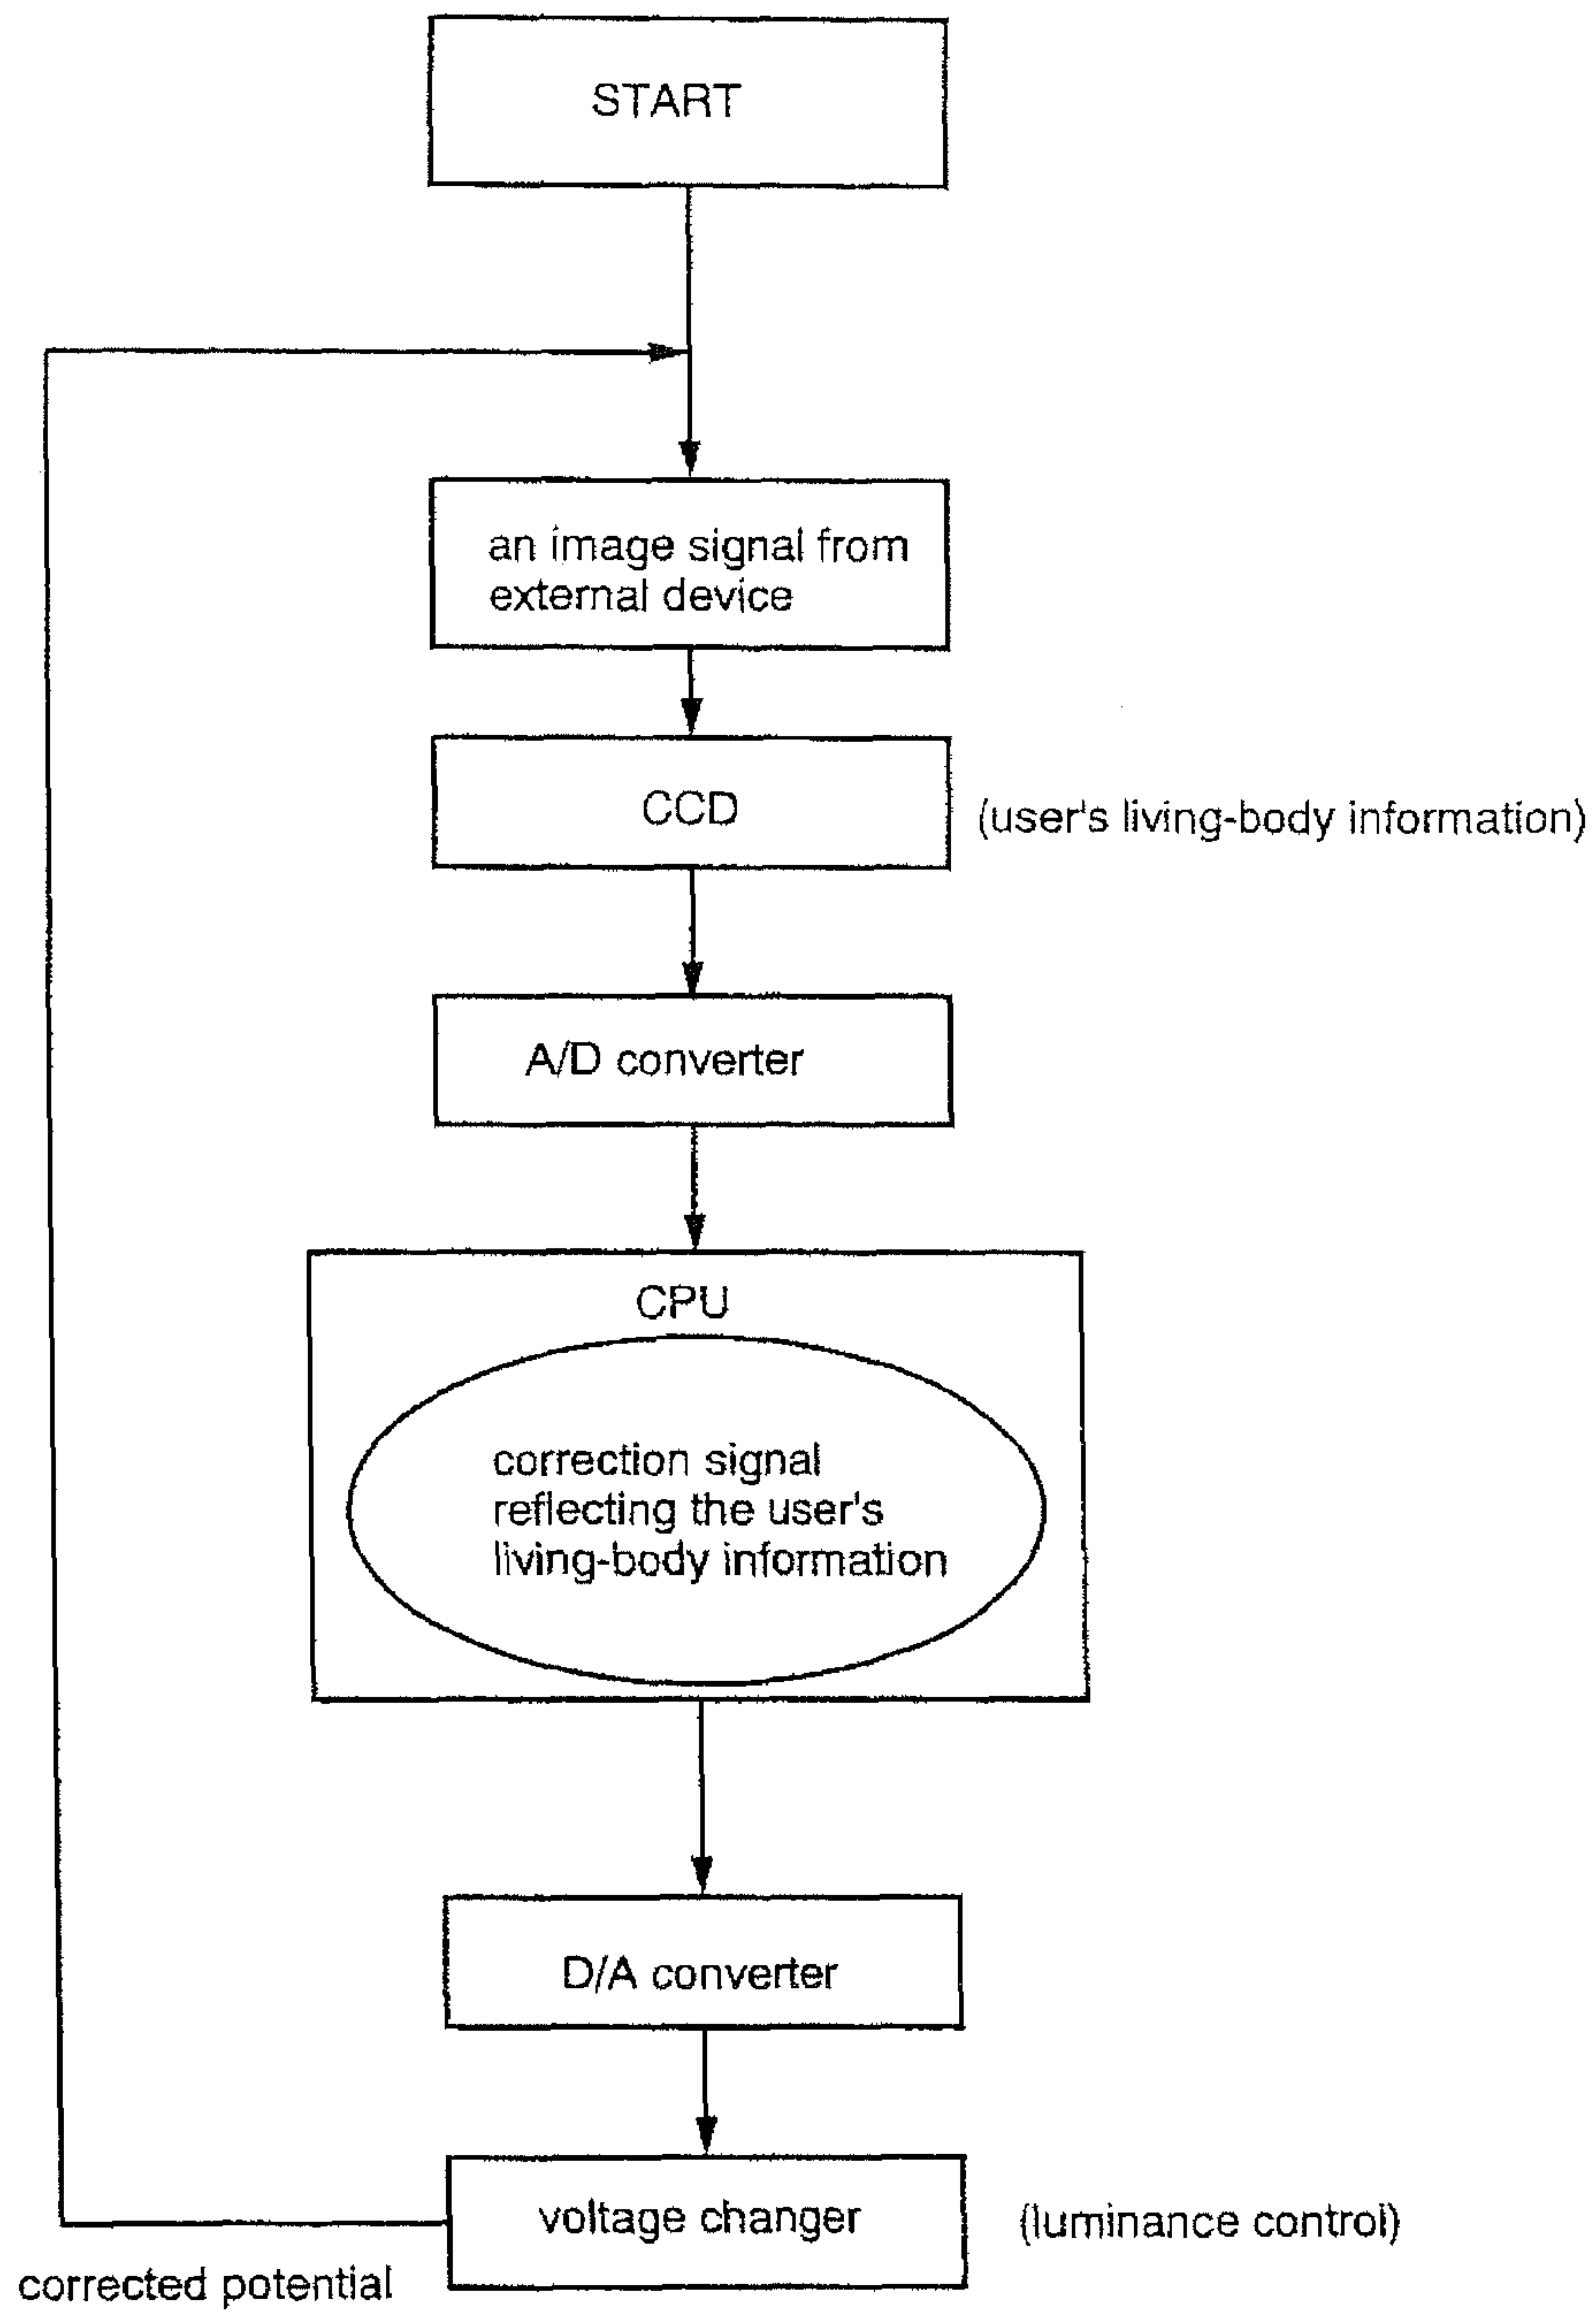 START
an image signal from
external device
CCD
(user's living-body information)
A/D converter
CPU
correction signal
reflecting the user's
living-body information
D/A converter
voltage changer
(luminance control)
corrected potential